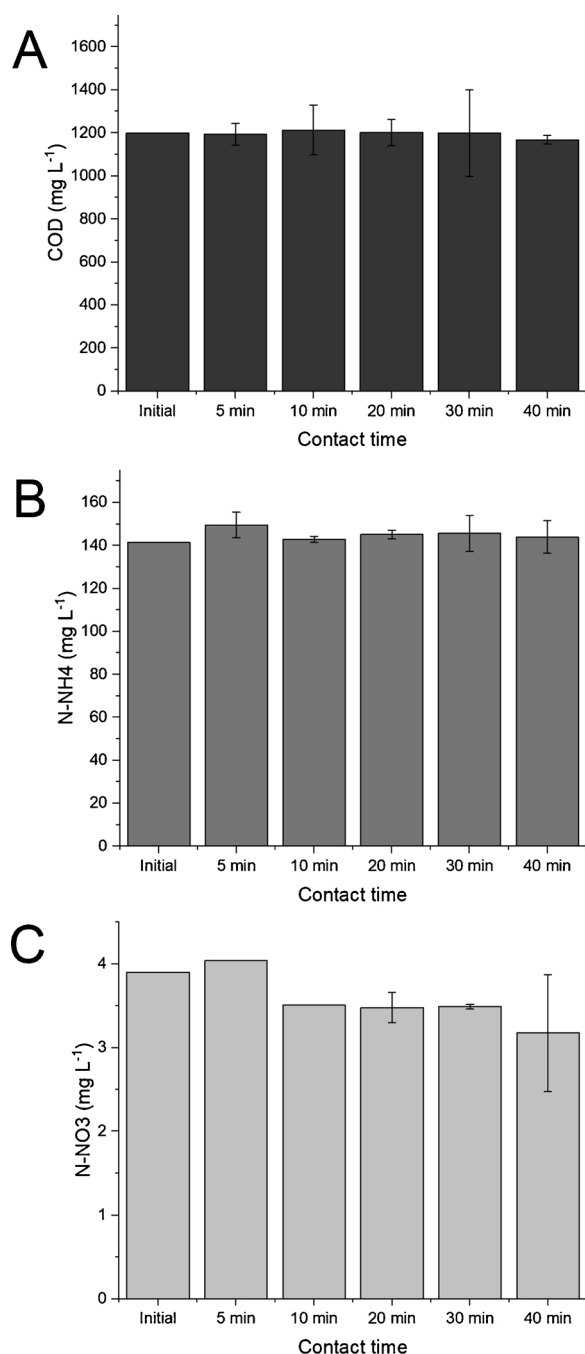 A
COD (mg L⁻¹)
1600
1400
1200
1000
800
600
400
200
0
Initial 5 min 10 min 20 min 30 min 40 min
Contact time
B
N-NH4 (mg L⁻¹)
160
140
120
100
80
60
40
20
0
Initial 5 min 10 min 20 min 30 min 40 min
Contact time
C
N-NO3 (mg L⁻¹)
4
3
2
1
0
Initial 5 min 10 min 20 min 30 min 40 min
Contact time